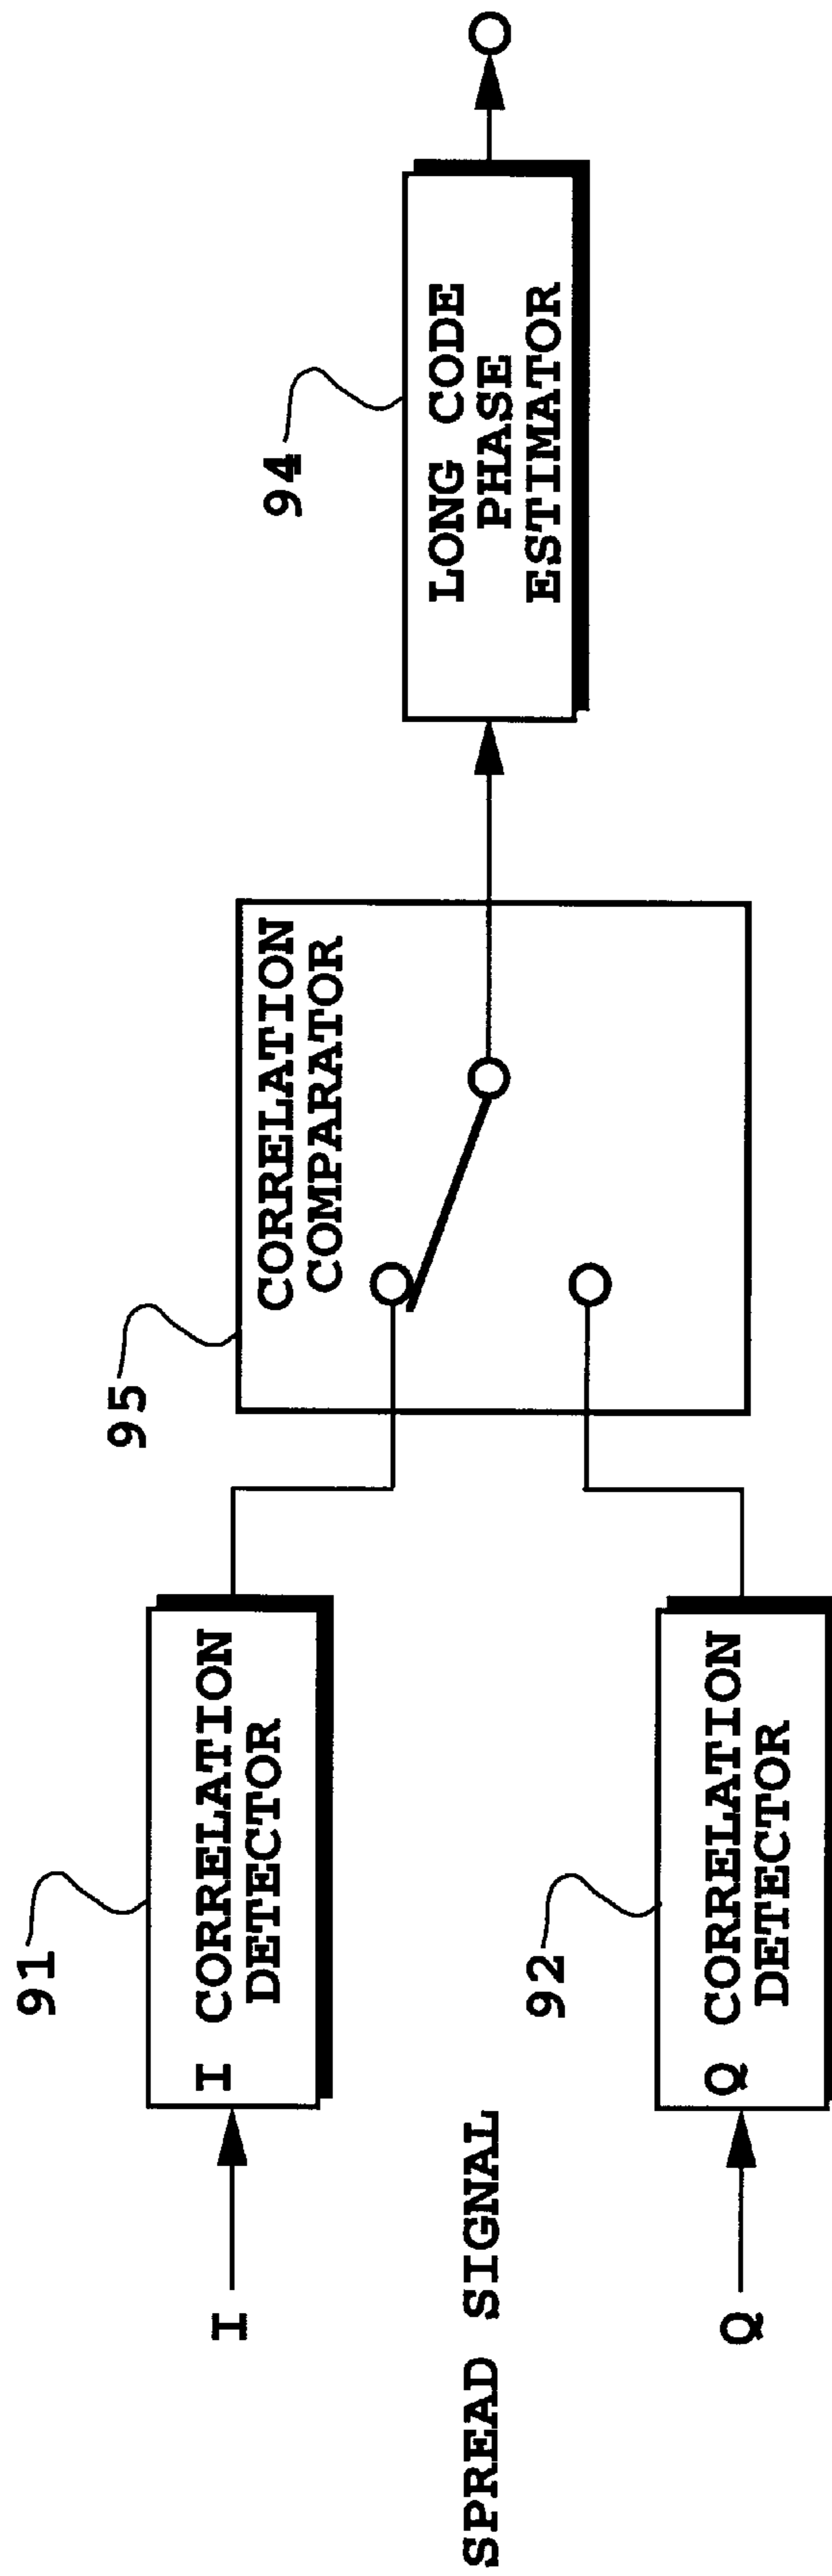 91
I CORRELATION
DETECTOR
I
SPREAD SIGNAL
92
Q CORRELATION
DETECTOR
Q
95
CORRELATION
COMPARATOR
94
LONG CODE
PHASE
ESTIMATOR